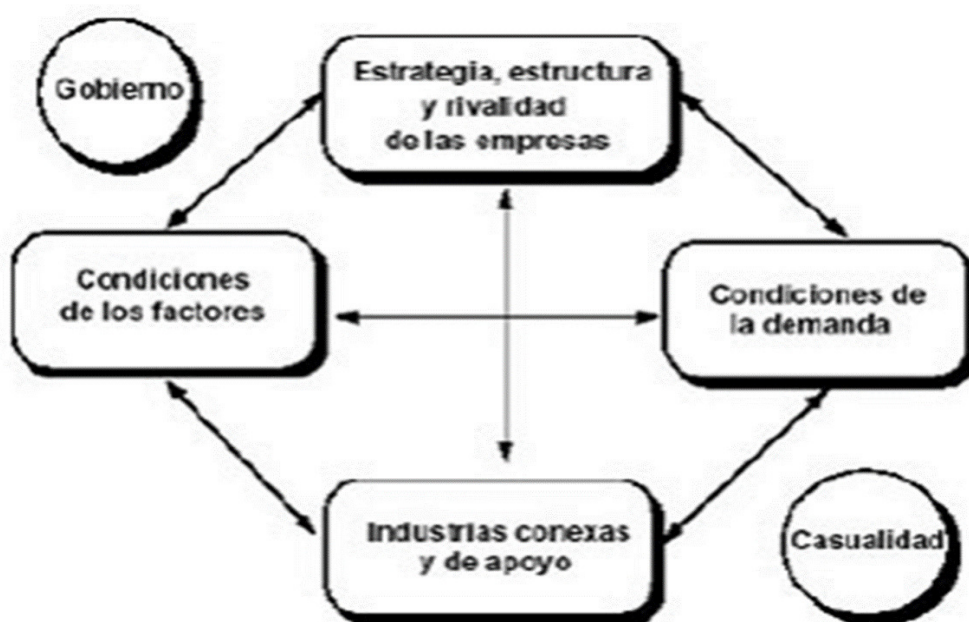 Gobierno
Estrategia, estructura
y rivalidad
de las empresas
Condiciones
de los factores
Condiciones de
la demanda
Industrias conexas
y de apoyo
Casualidad